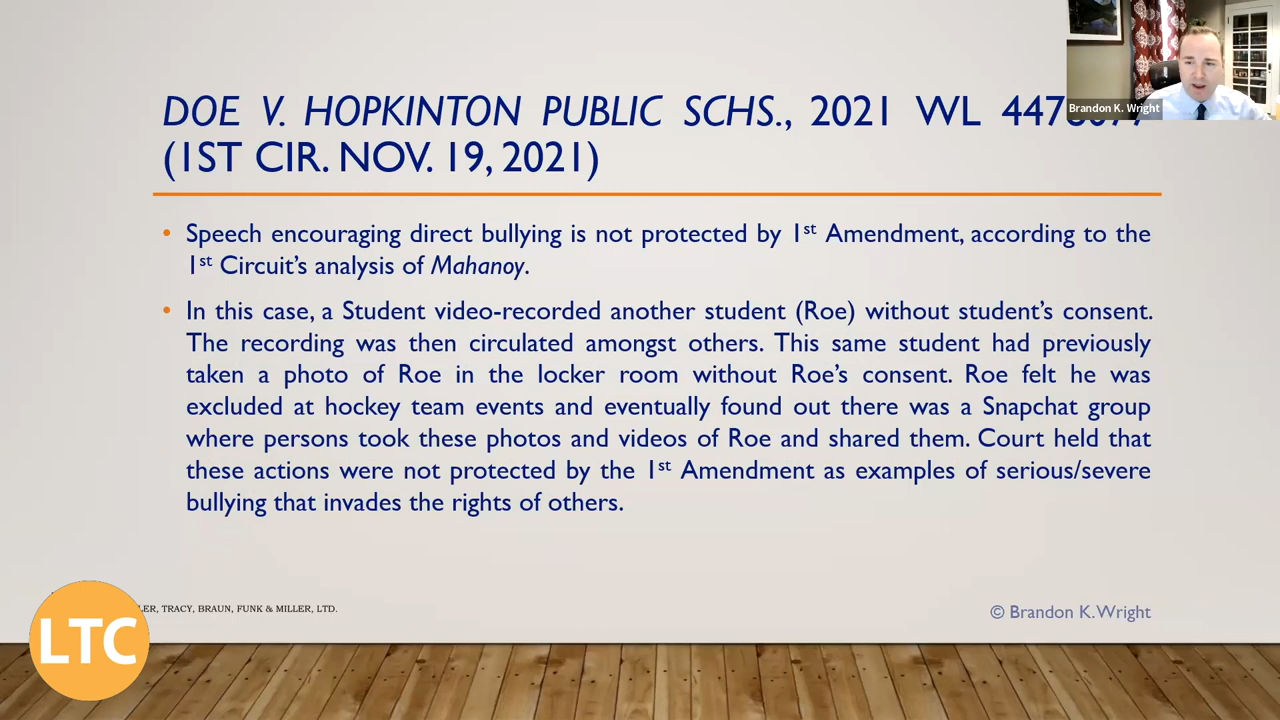 DOE V. HOPKINTON PUBLIC SCHS., 2021 WL
(1ST CIR. NOV. 19, 2021)
Brandon K. Wright
• Speech encouraging direct bullying is not protected by 1st Amendment, according to the
1st Circuit’s analysis of Mahanoy.
• In this case, a Student video-recorded another student (Roe) without student’s consent.
The recording was then circulated amongst others. This same student had previously
taken a photo of Roe in the locker room without Roe’s consent. Roe felt he was
excluded at hockey team events and eventually found out there was a Snapchat group
where persons took these photos and videos of Roe and shared them. Court held that
these actions were not protected by the 1st Amendment as examples of serious/severe
bullying that invades the rights of others.
TRACY, BRAUN, FUNK & MILLER, LTD.
© Brandon K. Wright
LTC